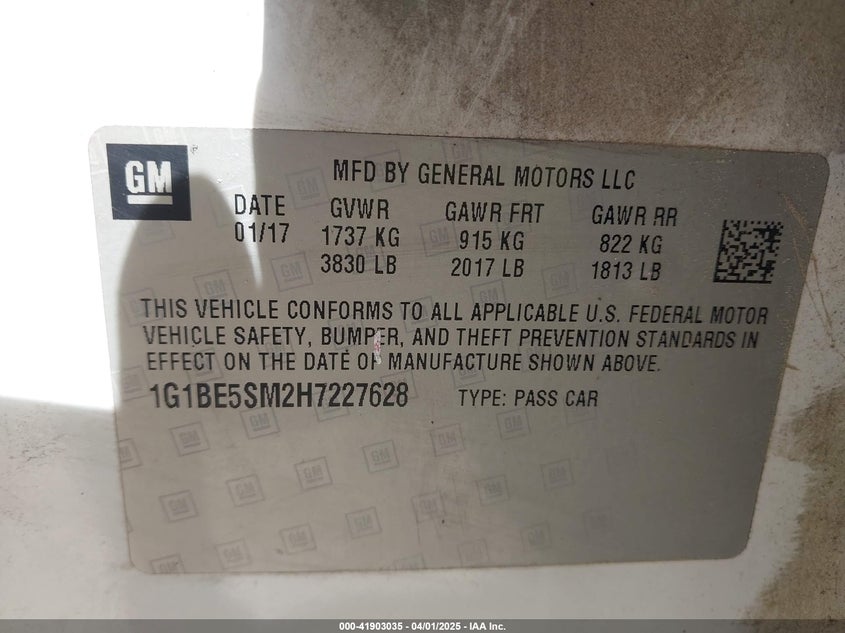 GM
MFD BY GENERAL MOTORS LLC
DATE GVWR GAWR FRT GAWR RR
01/17 1737 KG 915 KG 822 KG
3830 LB 2017 LB 1813 LB
THIS VEHICLE CONFORMS TO ALL APPLICABLE U.S. FEDERAL MOTOR
VEHICLE SAFETY, BUMPER, AND THEFT PREVENTION STANDARDS IN
EFFECT ON THE DATE OF MANUFACTURE SHOWN ABOVE.
1G1BE5SM2H7227628 TYPE: PASS CAR
000-41903035 - 04/01/2025 - IAA Inc.